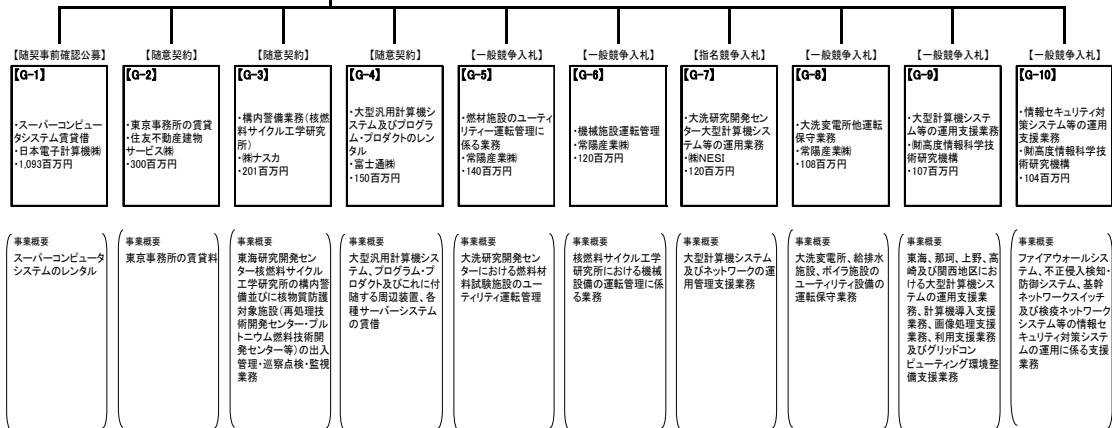 【随契事前確認公募】
【G-1】
・スーパーコンピュー
タシステム賃貸借
・日本電子計算機㈱
・1,093百万円
事業概要
スーパーコンピュータ
システムのレンタル
【随意契約】
【G-2】
・東京事務所の賃貸
・住友不動産建物
サービス㈱
・300百万円
事業概要
東京事務所の賃貸料
【随意契約】
【G-3】
・構内警備業務(核燃
料サイクル工学研究
所)
・㈱ナスカ
・201百万円
事業概要
東海研究開発セン
ター核燃料サイクル
工学研究所の構内警
備並びに核物質防護
対象施設(再処理技
術開発センター・プル
トニウム燃料技術開
発センター等)の出入
管理・巡察点検・監視
業務
【随意契約】
【G-4】
・大型汎用計算機シ
ステム及びプログラ
ム・プロダクトのレン
タル
・富士通㈱
・150百万円
事業概要
大型汎用計算機シス
テム、プログラム・プ
ロダクト及びこれに付
随する周辺装置、各
種サーバーシステム
の賃借
【一般競争入札】
【G-5】
・燃材施設のユーティ
リティー運転管理に
係る業務
・常陽産業㈱
・140百万円
事業概要
大洗研究開発セン
ターにおける燃料材
料試験施設のユー
ティリティ運転管理
【一般競争入札】
【G-6】
・機械施設運転管理
・常陽産業㈱
・120百万円
事業概要
核燃料サイクル工学
研究所における機械
設備の運転管理に係
る業務
【指名競争入札】
【G-7】
・大洗研究開発セン
ター大型計算機シス
テム等の運用業務
・㈱NESI
・120百万円
事業概要
大型計算機システム
及びネットワークの運
用管理支援業務
【一般競争入札】
【G-8】
・大洗変電所他運転
保守業務
・常陽産業㈱
・108百万円
事業概要
大洗変電所、給排水
施設、ボイラ施設の
ユーティリティ設備の
運転保守業務
【一般競争入札】
【G-9】
・大型計算機システ
ム等の運用支援業務
・㈶高度情報科学技
術研究機構
・107百万円
事業概要
東海、那珂、上野、高
崎及び関西地区にお
ける大型計算機シス
テムの運用支援業
務、計算機導入支援
業務、画像処理支援
業務、利用支援業務
及びグリッドコン
ピューティング環境整
備支援業務
【一般競争入札】
【G-10】
・情報セキュリティ対
策システム等の運用
支援業務
・㈶高度情報科学技
術研究機構
・104百万円
事業概要
ファイアウォールシス
テム、不正侵入検知・
防御システム、基幹
ネットワークスイッチ
及び検疫ネットワーク
システム等の情報セ
キュリティ対策システ
ムの運用に係る支援
業務